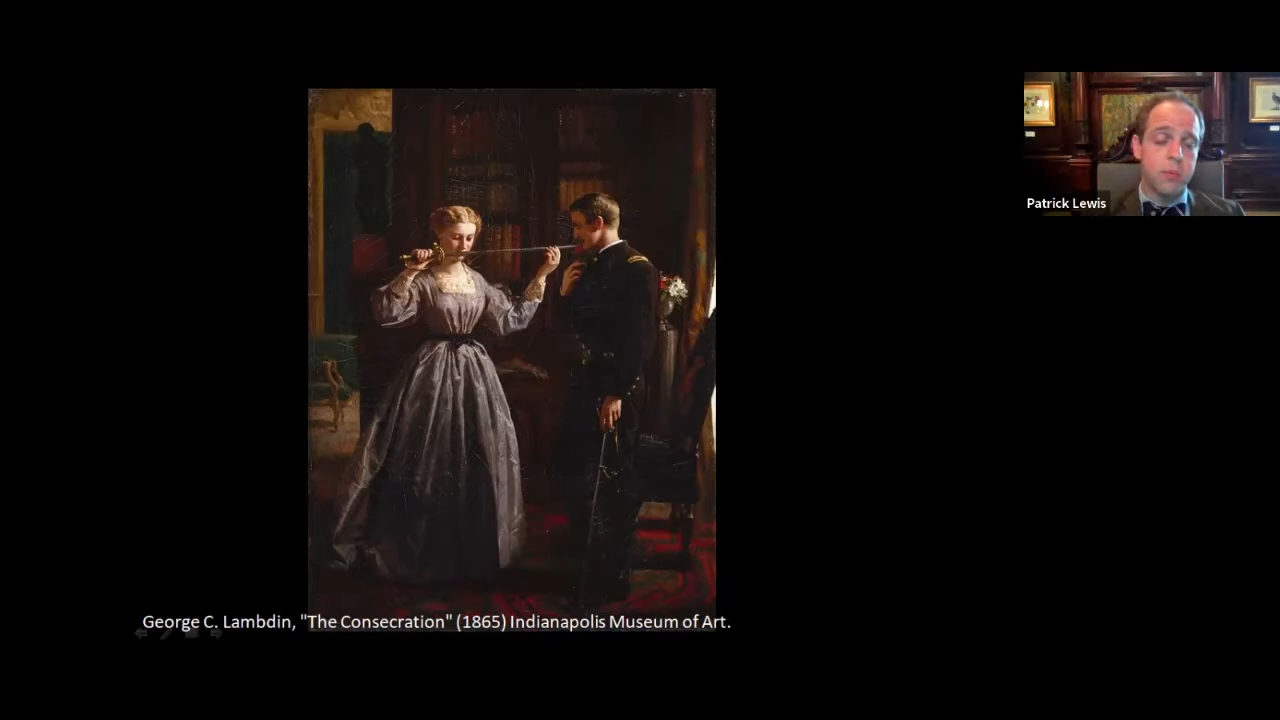 Patrick Lewis
George C. Lambdin, "The Consecration" (1865) Indianapolis Museum of Art.